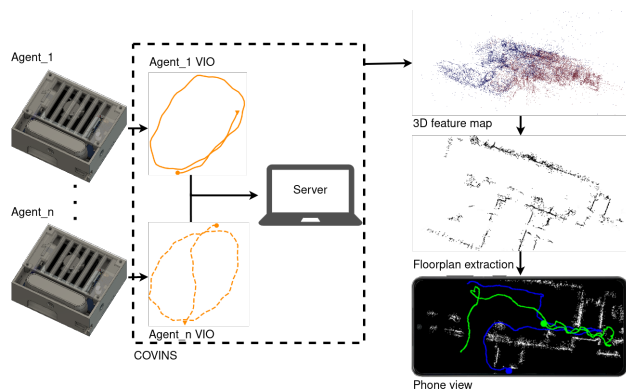 Agent_1
Agent_1 VIO
Server
Agent_n
Agent_n VIO
COVINS
3D feature map
Floorplan extraction
Phone view